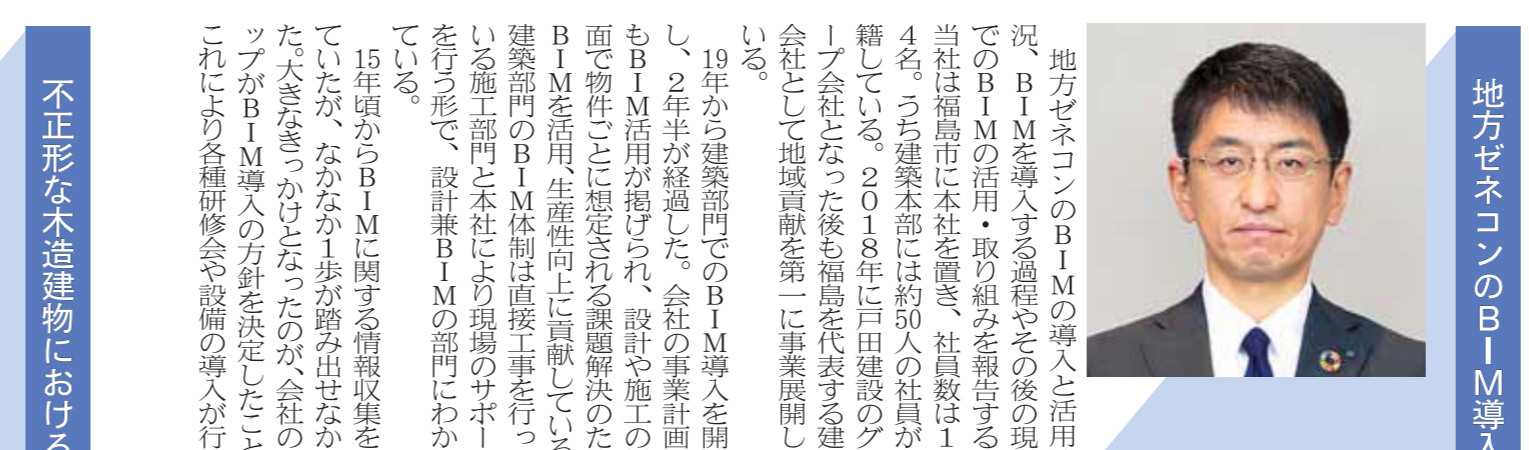 地方ゼネコンのBIM導入
地方ゼネコンのBIMの導入と活用
況、BIMを導入する過程やその後の現
でのBIMの活用・取り組みを報告する
当社は福島市に本社を置き、社員数は1
4名。うち建築本部には約50人の社員が
籍している。2018年に戸田建設のグ
ープ会社となった後も福島を代表する建
会社として地域貢献を第一に事業展開し
いる。
19年から建築部門でのBIM導入を開
し、2年半が経過した。会社の事業計画
もBIM活用が掲げられ、設計や施工の
面で物件ごとに想定される課題解決のた
BIMを活用、生産性向上に貢献している
建築部門のBIM体制は直接工事を行っ
いる施工部門と本社により現場のサポー
を行う形で、設計兼BIMの部門にわか
ている。
15年頃からBIMに関する情報収集を
ていたが、なかなか1歩が踏み出せなか
た。大きなきっかけとなったのが、会社の
ップがBIM導入の方針を決定したこと
これにより各種研修会や設備の導入が行
不正形な木造建物における